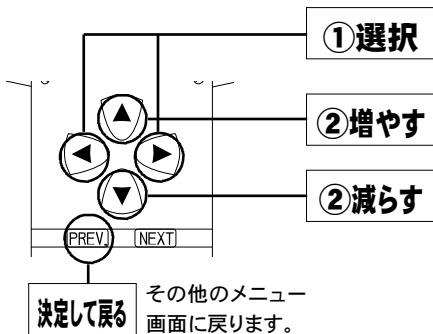 ①選択
②増やす
②減らす
PREV.
NEXT
決定して戻る
その他のメニュー
画面に戻ります。